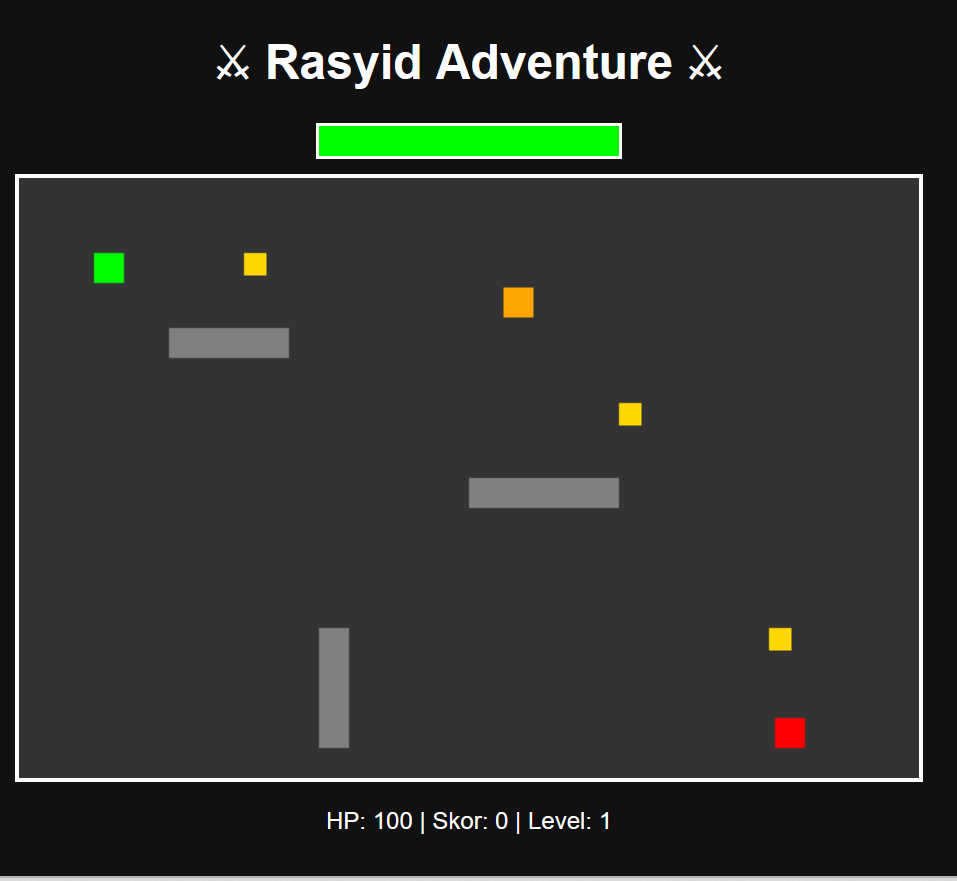 ⚔ Rasyid Adventure ⚔
HP: 100 | Skor: 0 | Level: 1